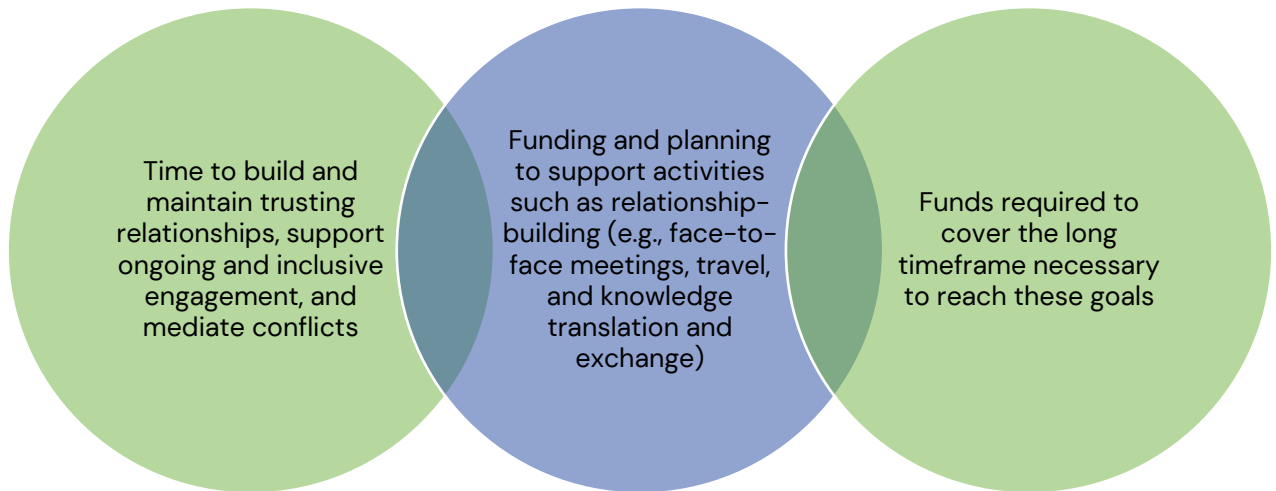 Time to build and
maintain trusting
relationships, support
ongoing and inclusive
engagement, and
mediate conflicts
Funding and planning
to support activities
such as relationship-
building (e.g., face-to-
face meetings, travel,
and knowledge
translation and
exchange)
Funds required to
cover the long
timeframe necessary
to reach these goals